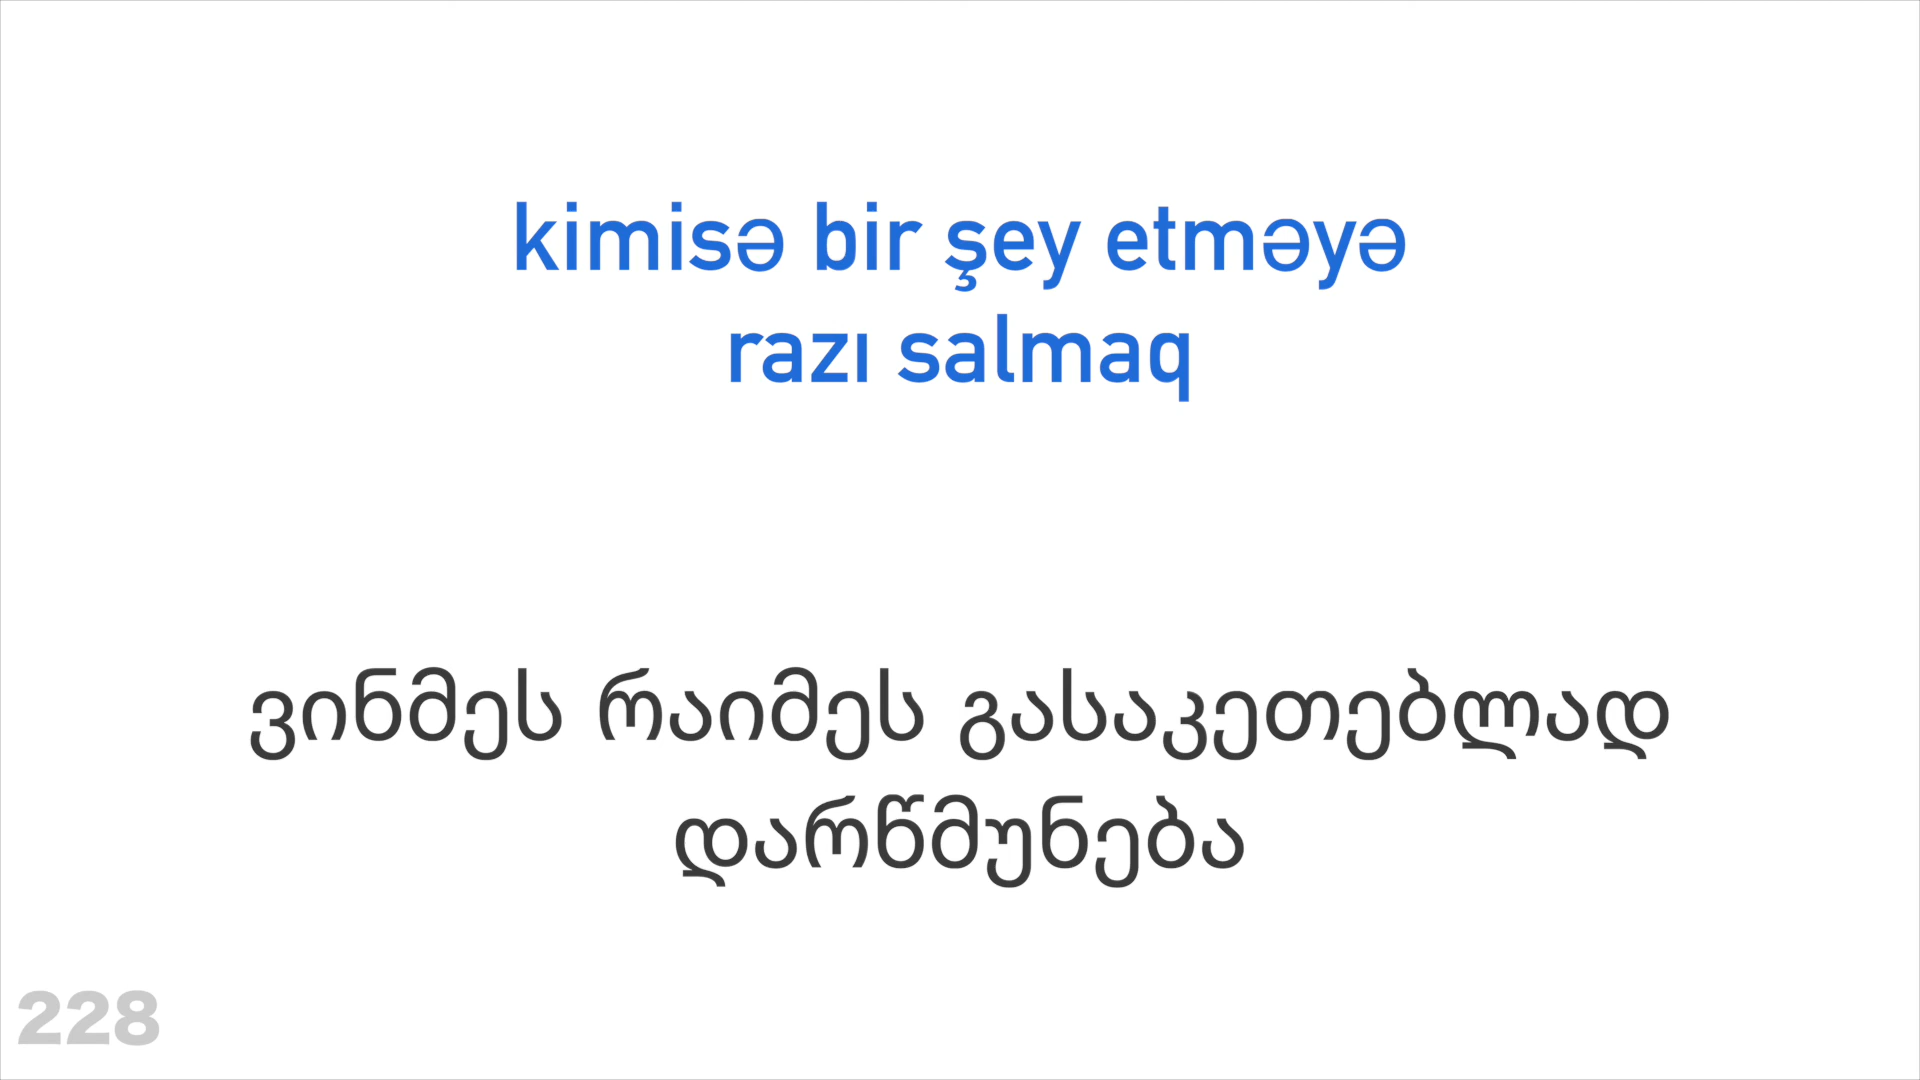 kimisə bir şey etməyə
razı salmaq
ვინმეს რაიმეს გასაკეთებლად
დარწმუნება
228